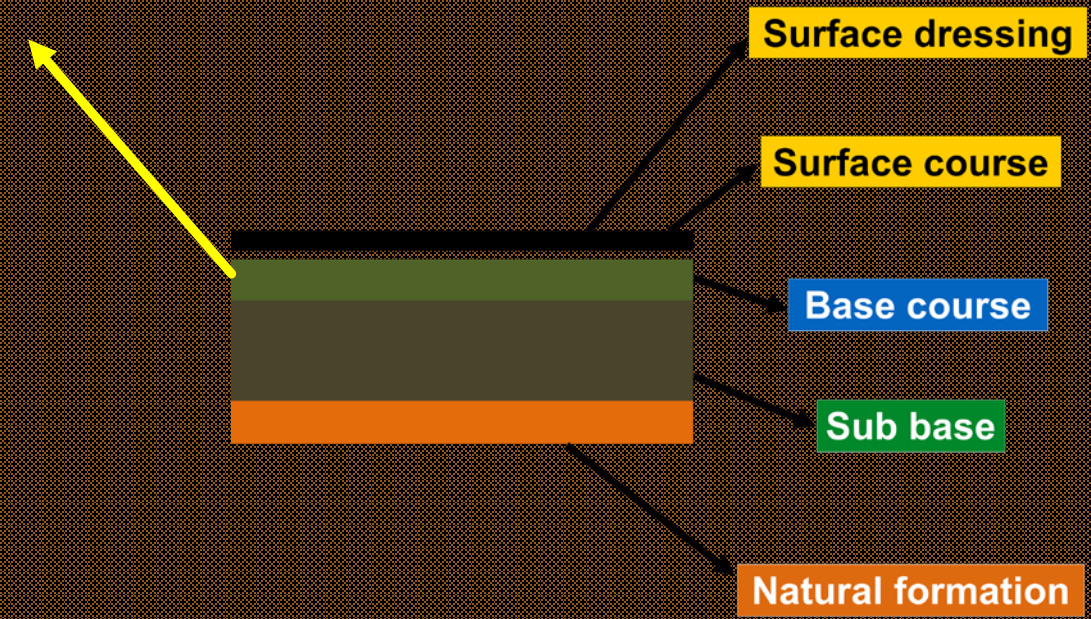 Surface dressing
Surface course
Base course
Sub base
Natural formation